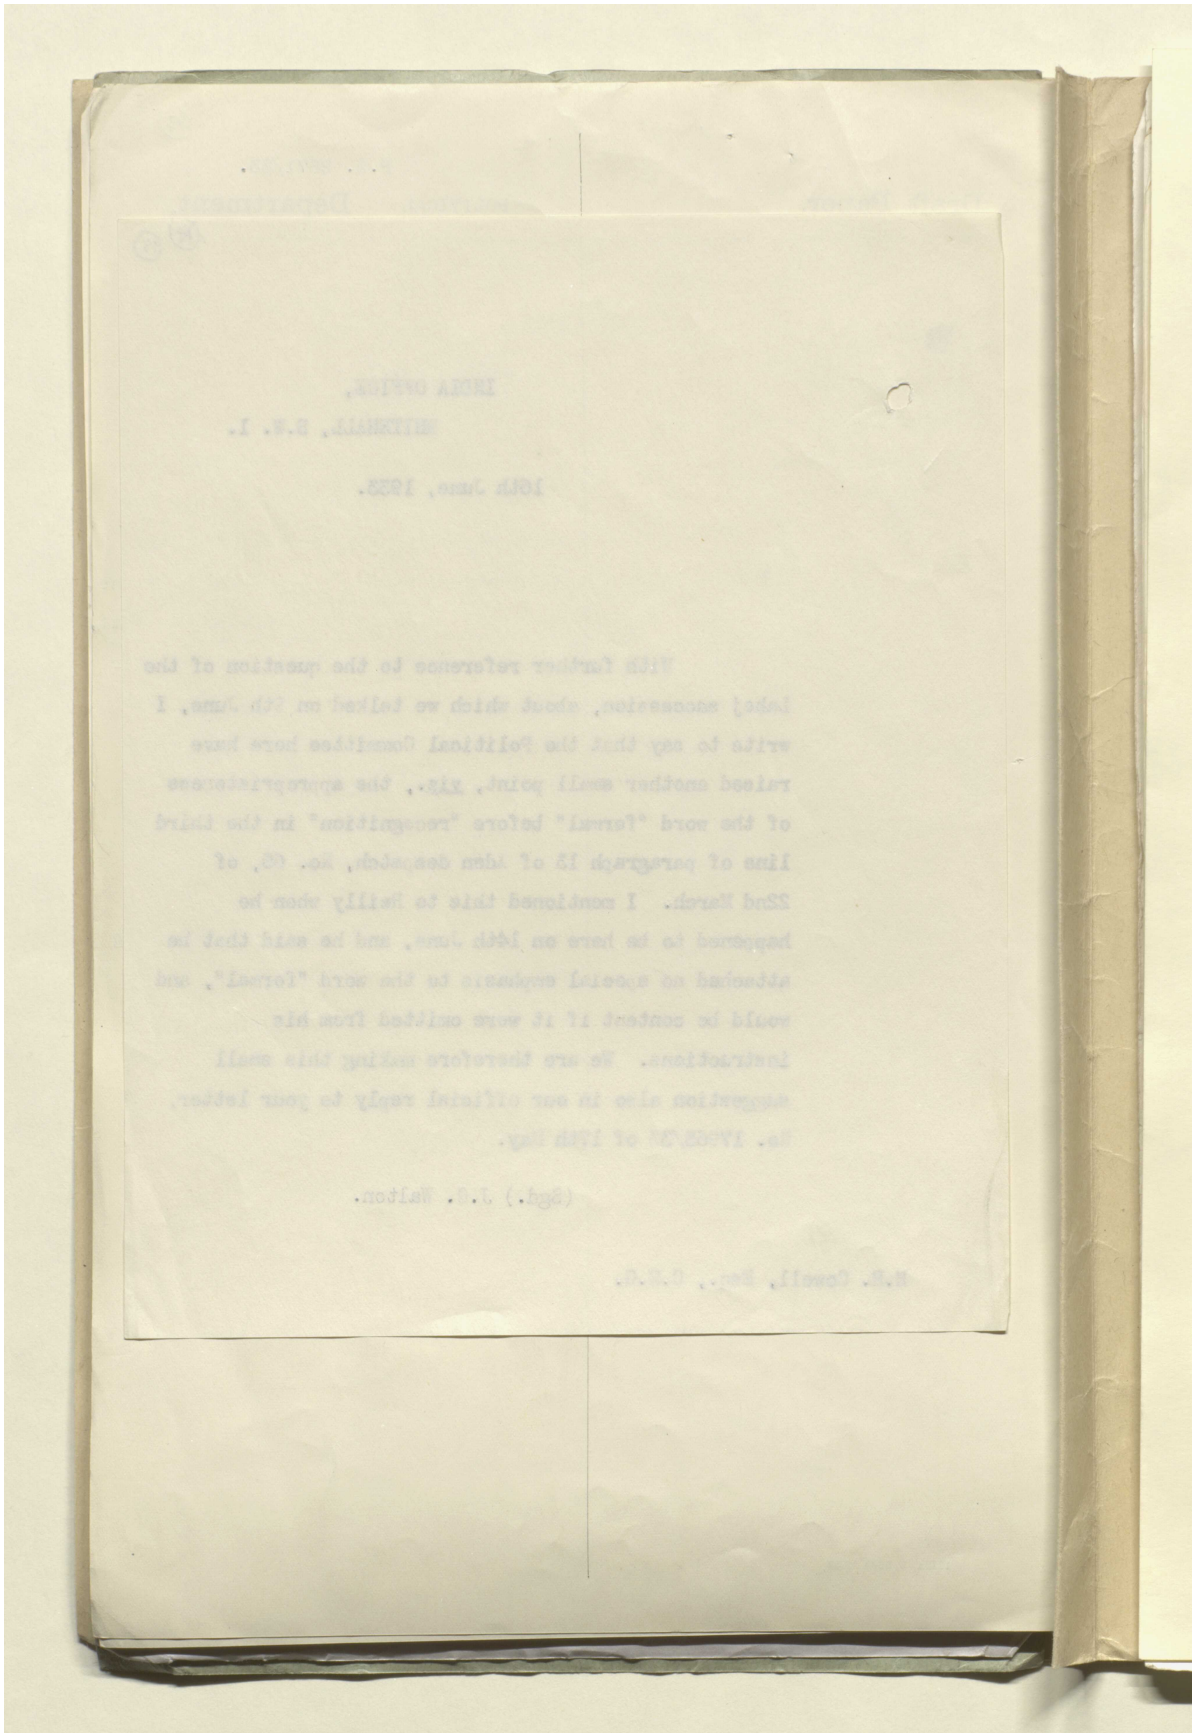 Department.
INDIA OFFICE,
WHITEHALL, S.W. 1.
16th June, 1933.
With further reference to the question of the
Lahej succession, about which we talked on 5th June, I
write to say that the Political Committee here have
raised another small point, viz., the appropriateness
of the word "formal" before "recognition" in the third
line of paragraph 13 of Aden despatch, No. 69, of
22nd March. I mentioned this to Reilly when he
happened to be here on 14th June, and he said that he
attached no special emphasis to the word "formal", and
would be content if it were omitted from his
instructions. We are therefore making this small
suggestion also in our official reply to your letter,
of 17th May.
(Sgd.) J.C. Walton.
H.R. Cowell, Esq., C.M.G.